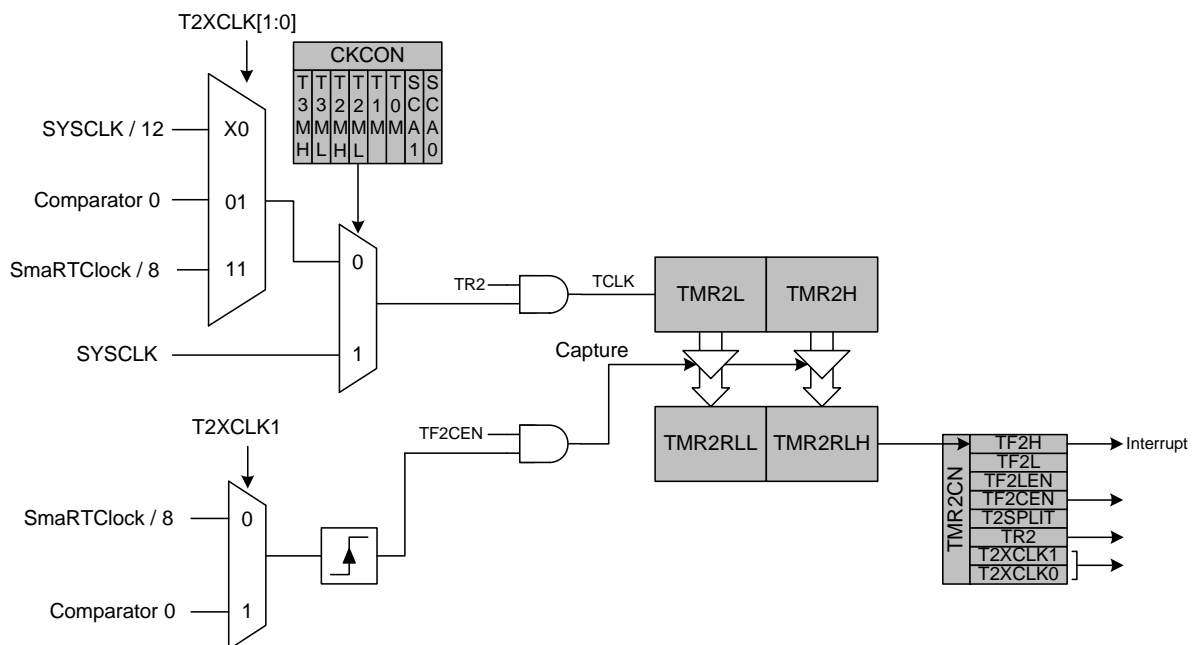 T2XCLK[1:0]
CKCON
T3MH T3ML T2MH T2ML T1M T0M SCA1 SCA0
SYSCLK / 12
X0
Comparator 0
01
SmaRTClock / 8
11
0
SYSCLK
1
TR2
TCLK
TMR2L
TMR2H
Capture
T2XCLK1
TF2CEN
TMR2RLL
TMR2RLH
TMR2CN
TF2H
Interrupt
TF2L
TF2LEN
TF2CEN
T2SPLIT
TR2
T2XCLK1
T2XCLK0
SmaRTClock / 8
0
Comparator 0
1